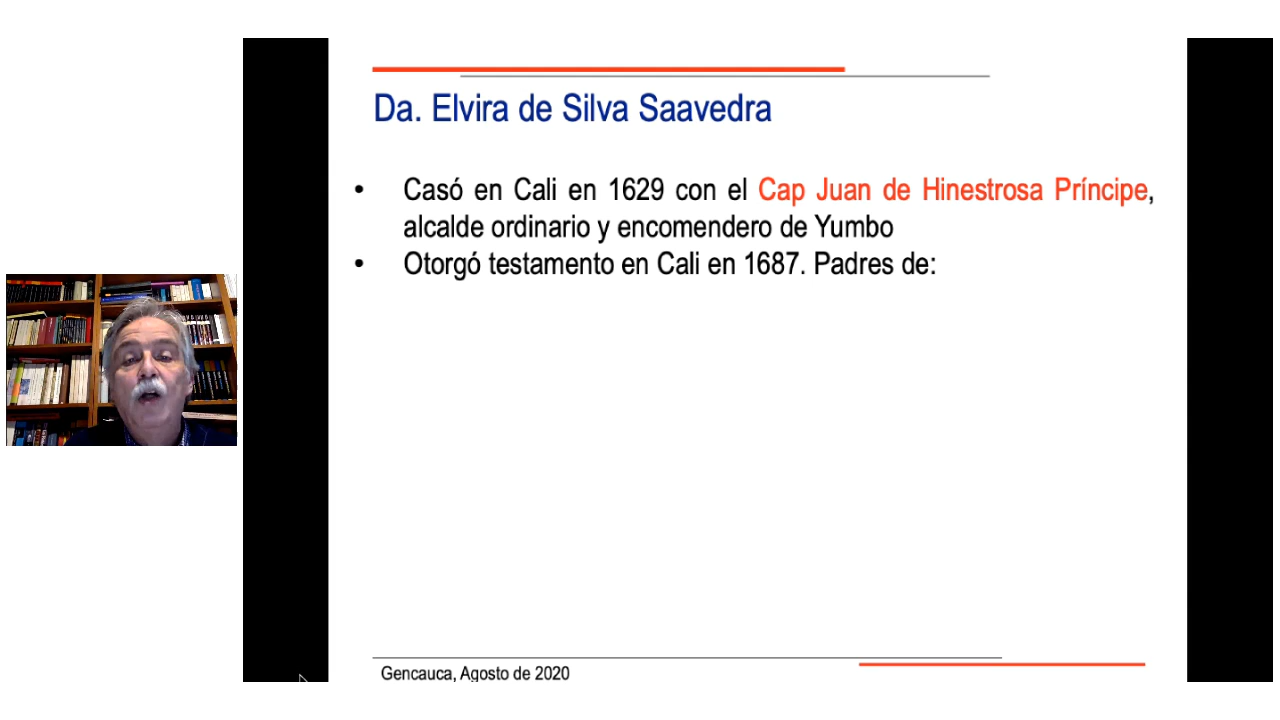 Da. Elvira de Silva Saavedra
• Casó en Cali en 1629 con el Cap Juan de Hinestrosa Príncipe,
alcalde ordinario y encomendero de Yumbo
• Otorgó testamento en Cali en 1687. Padres de:
Gencauca, Agosto de 2020